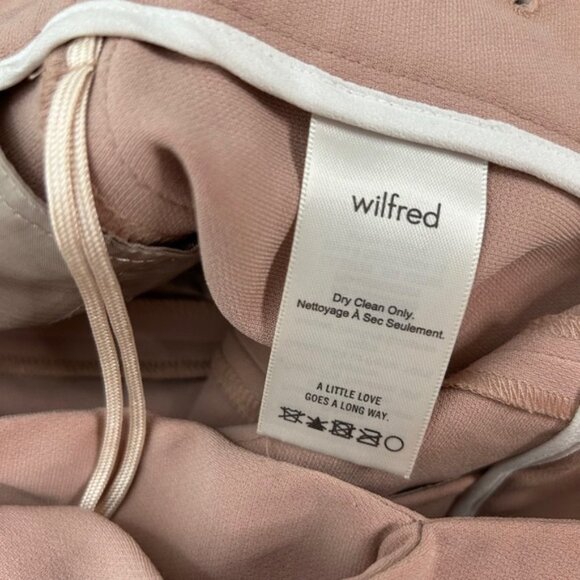 wilfred
Dry Clean Only.
Nettoyage À Sec Seulement.
A LITTLE LOVE
GOES A LONG WAY.